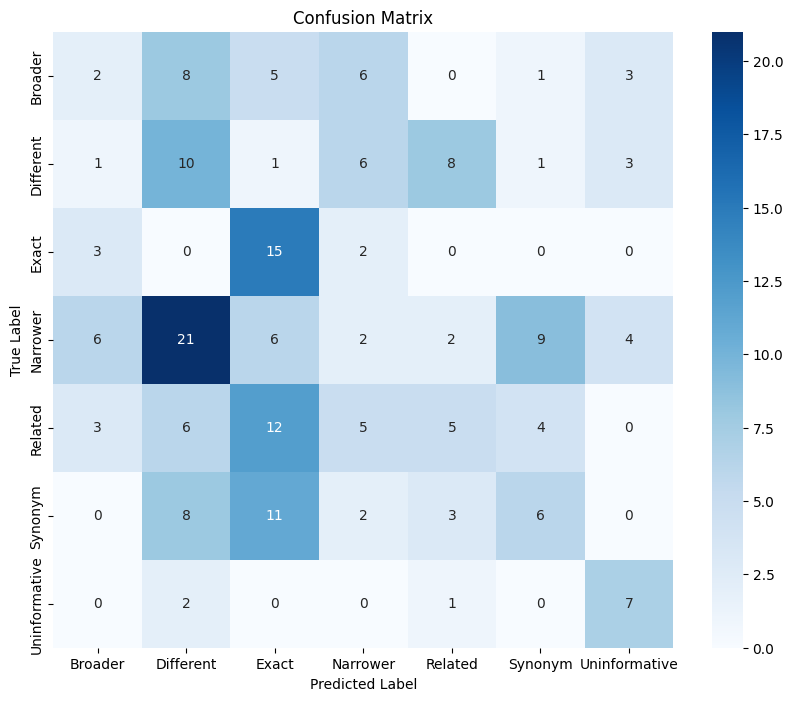 Confusion Matrix
True Label
Broader 2 8 5 6 0 1 3
Different 1 10 1 6 8 1 3
Exact 3 0 15 2 0 0 0
Narrower 6 21 6 2 2 9 4
Related 3 6 12 5 5 4 0
Synonym 0 8 11 2 3 6 0
Uninformative 0 2 0 0 1 0 7
Broader Different Exact Narrower Related Synonym Uninformative
Predicted Label
20.0
17.5
15.0
12.5
10.0
7.5
5.0
2.5
0.0